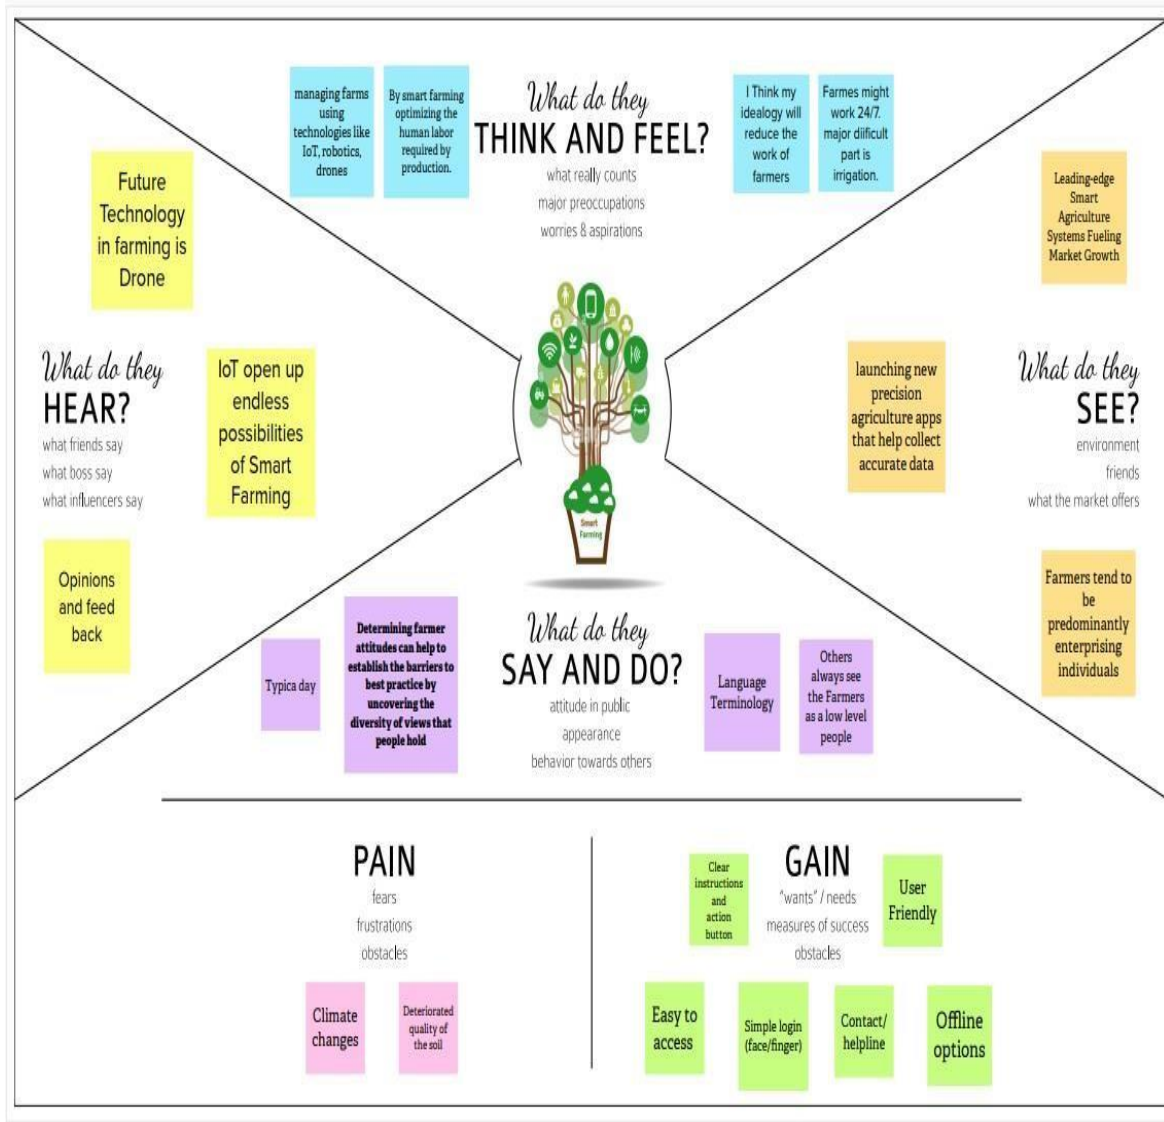 What do they
THINK AND FEEL?
what really counts
major preoccupations
worries & aspirations
managing farms
using
technologies like
IoT, robotics,
drones
By smart farming
optimizing the
human labor
required by
production.
I Think my
idealogy will
reduce the
work of
farmers
Farmes might
work 24/7.
major diificult
part is
irrigation.
Future
Technology
in farming is
Drone
What do they
HEAR?
what friends say
what boss say
what influencers say
IoT open up
endless
possibilities
of Smart
Farming
Opinions
and feed
back
Smart
Farming
Leading-edge
Smart
Agriculture
Systems Fueling
Market Growth
launching new
precision
agriculture apps
that help collect
accurate data
What do they
SEE?
environment
friends
what the market offers
Farmers tend to
be
predominantly
enterprising
individuals
What do they
SAY AND DO?
attitude in public
appearance
behavior towards others
Typica day
Determining farmer
attitudes can help to
establish the barriers to
best practice by
uncovering the
diversity of views that
people hold
Language
Terminology
Others
always see
the Farmers
as a low level
people
PAIN
fears
frustrations
obstacles
Climate
changes
Deteriorated
quality of
the soil
GAIN
"wants" / needs
measures of success
obstacles
Clear
instructions
and
action
button
User
Friendly
Easy to
access
Simple login
(face/finger)
Contact/
helpline
Offline
options